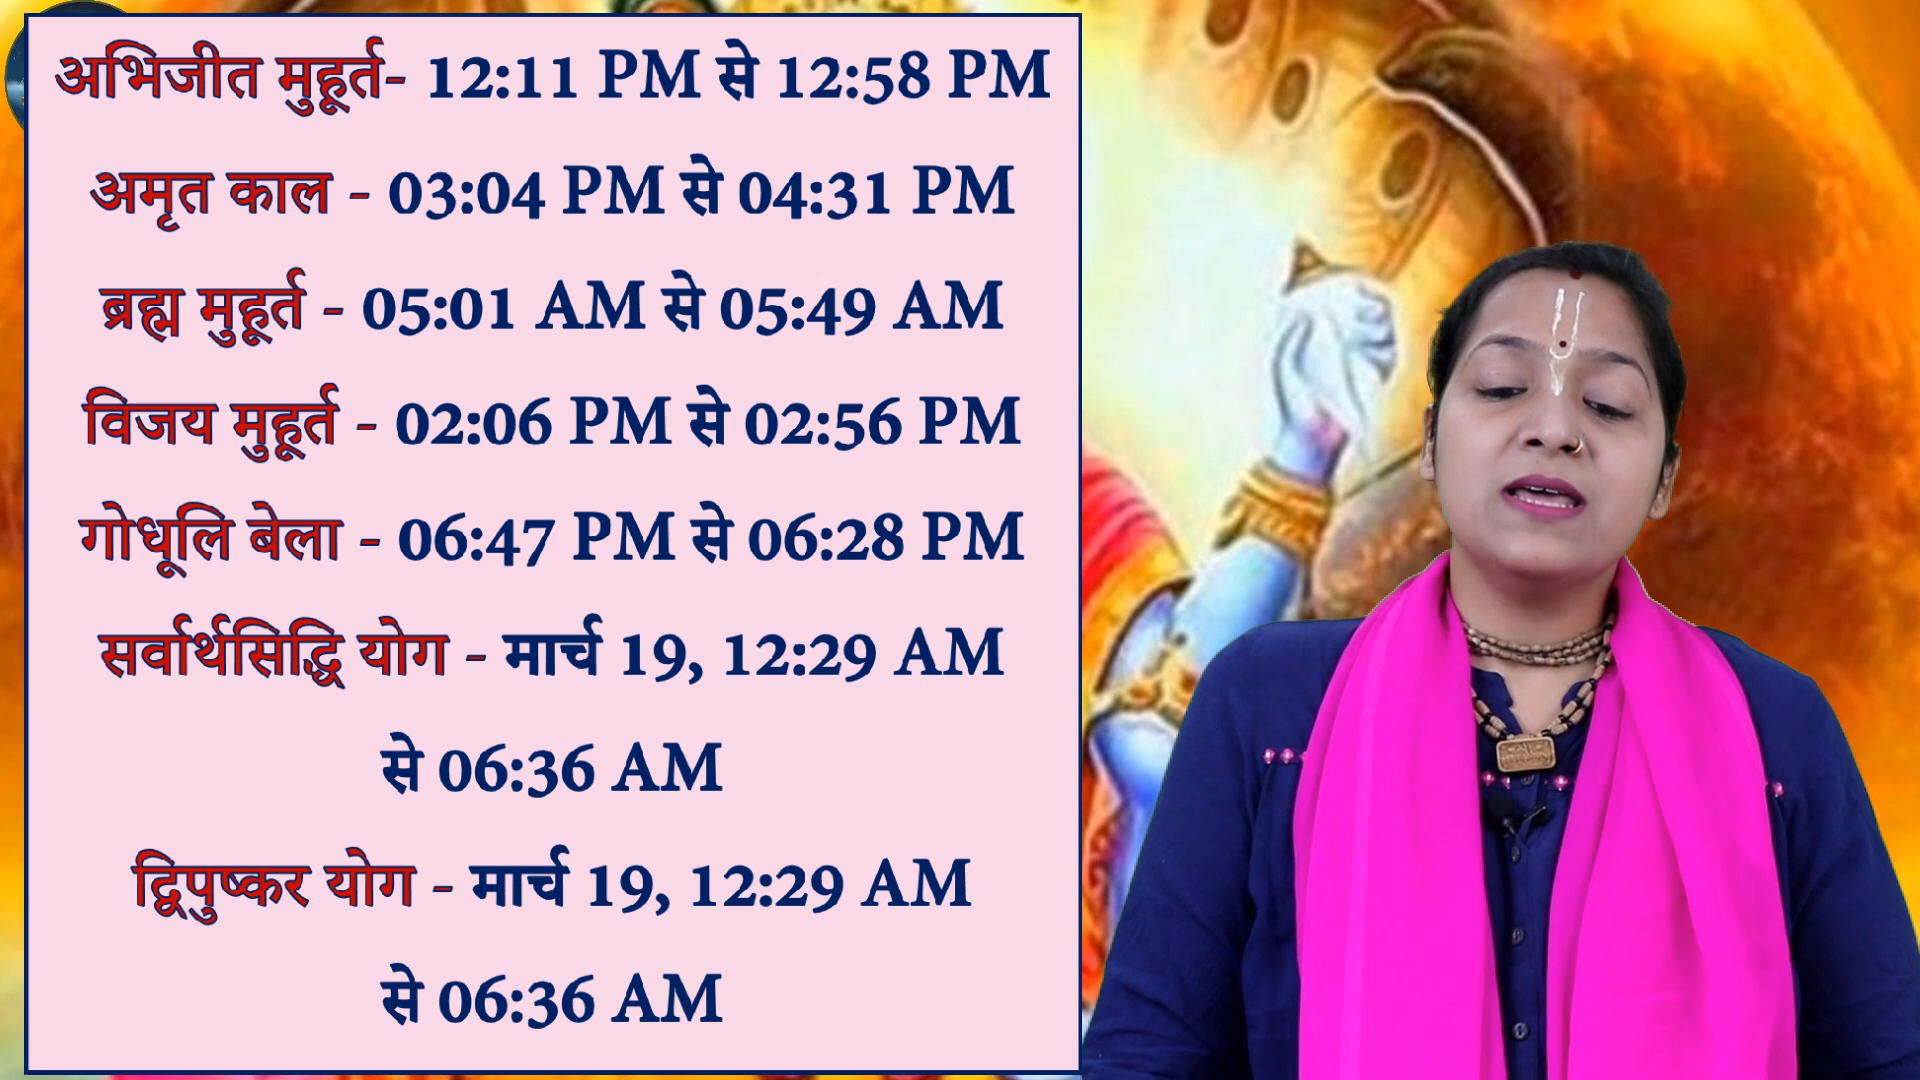 अभिजीत मुहूर्त- 12:11 PM से 12:58 PM
अमृत काल - 03:04 PM से 04:31 PM
ब्रह्म मुहूर्त - 05:01 AM से 05:49 AM
विजय मुहूर्त - 02:06 PM से 02:56 PM
गोधूलि बेला - 06:47 PM से 06:28 PM
सर्वार्थसिद्धि योग - मार्च 19, 12:29 AM
से 06:36 AM
द्विपुष्कर योग - मार्च 19, 12:29 AM
से 06:36 AM